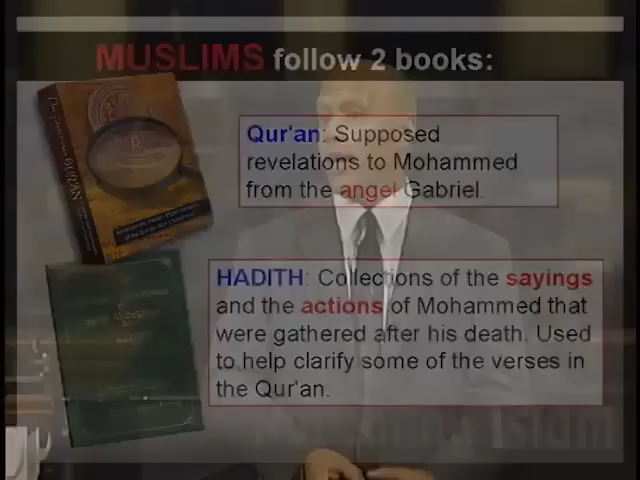 MUSLIMS follow 2 books:
Qur'an: Supposed
revelations to Mohammed
from the angel Gabriel.
HADITH: Collections of the sayings
and the actions of Mohammed that
were gathered after his death. Used
to help clarify some of the verses in
the Qur'an.
QURAN
Islam